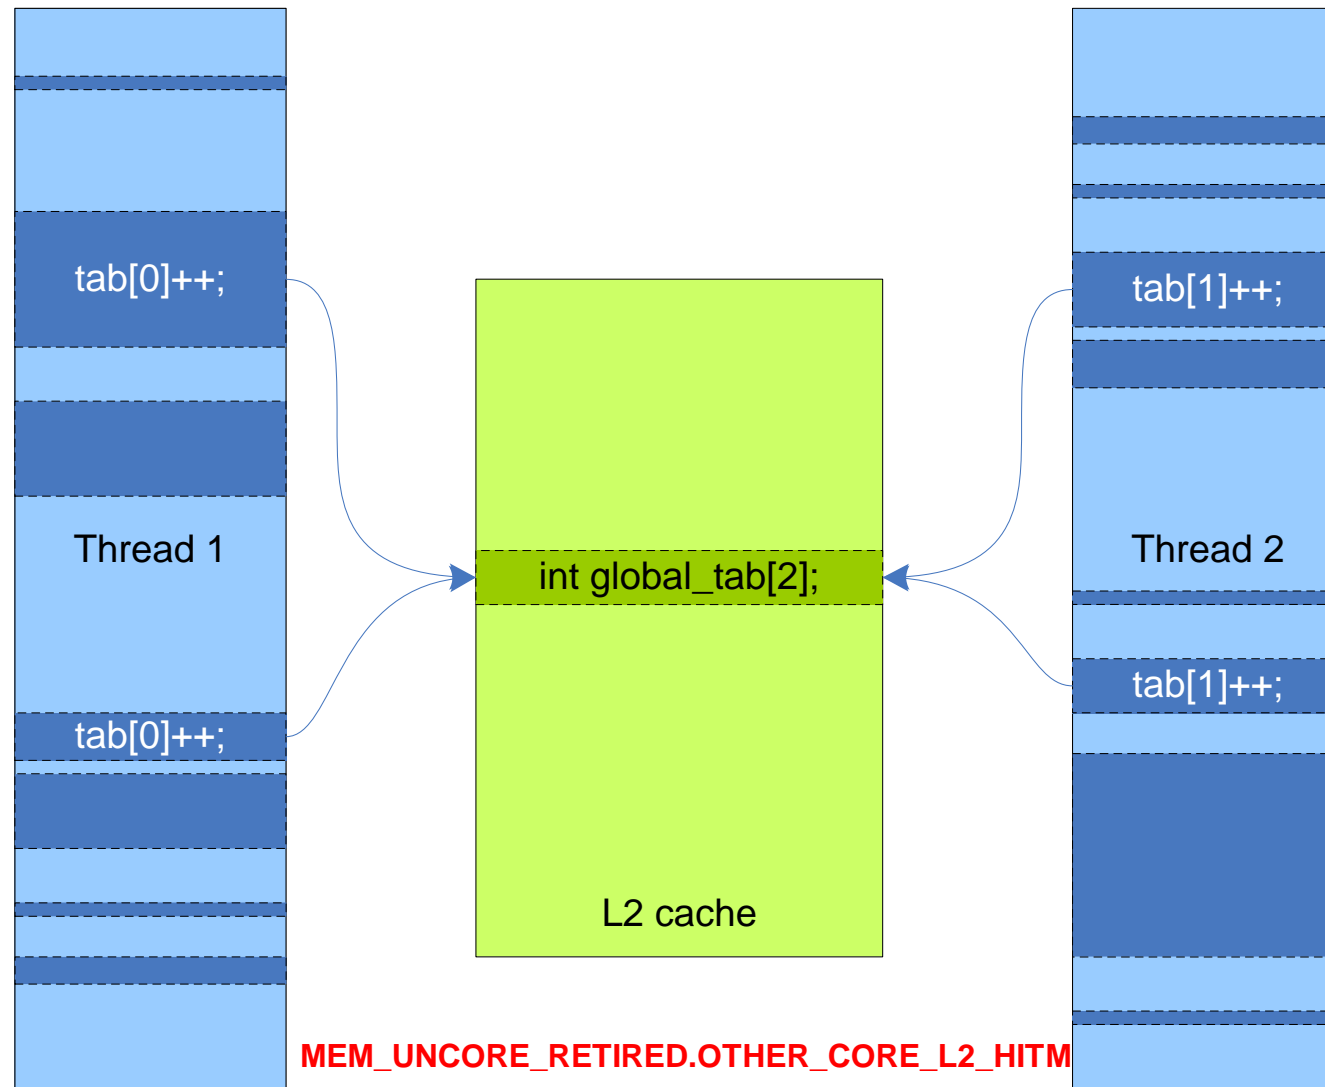 tab[0]++;
tab[1]++;
Thread 1
int global_tab[2];
Thread 2
tab[1]++;
tab[0]++;
L2 cache
MEM_UNCORE_RETIRED.OTHER_CORE_L2_HITM